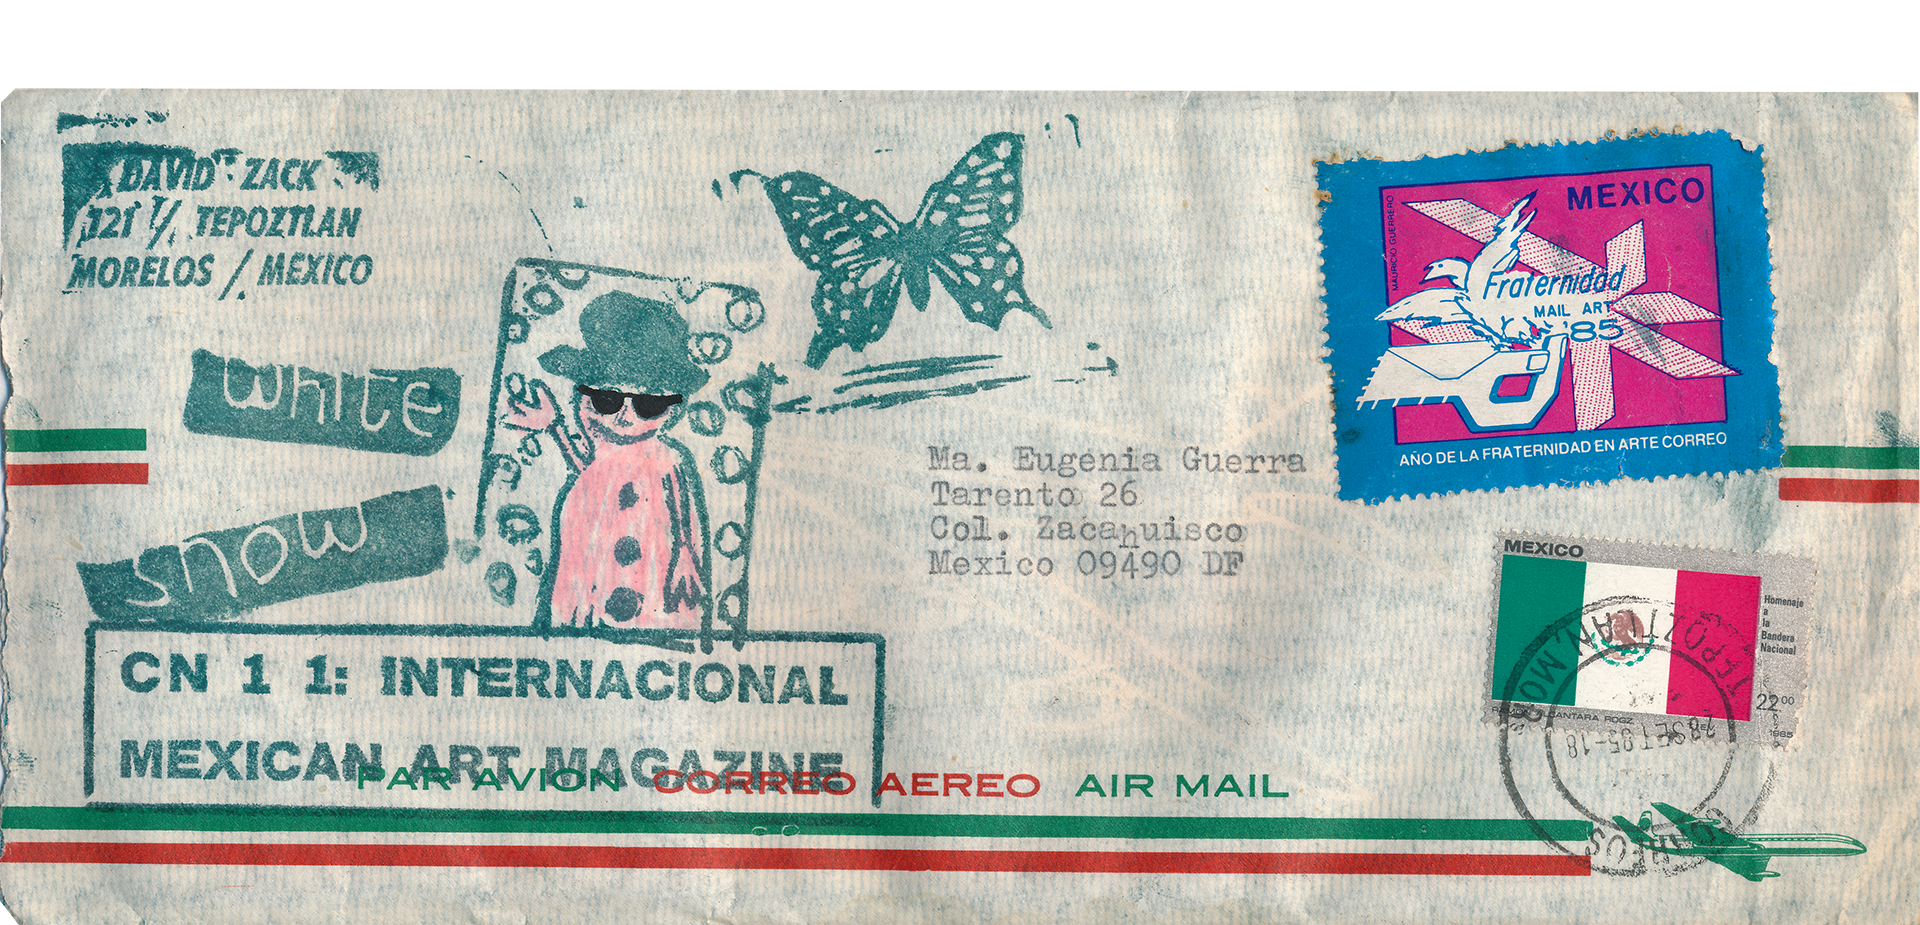 DAVID ZACK
121 TEPOZTLAN
MORELOS / MEXICO
white
snow
CN 1 1: INTERNACIONAL
MEXICAN ART MAGAZINE
PAR AVION CORREO AEREO AIR MAIL
Ma. Eugenia Guerra
Tarento 26
Col. Zacahuisco
Mexico 09490 DF
MEXICO
MAURICIO GUERRERO
Fraternidad
MAIL ART
'85
AÑO DE LA FRATERNIDAD EN ARTE CORREO
MEXICO
Homenaje
a
la
Bandera
Nacional
22.00
1985
TEPOZTLAN, MOR.
28 SET. 85-18
CORREOS